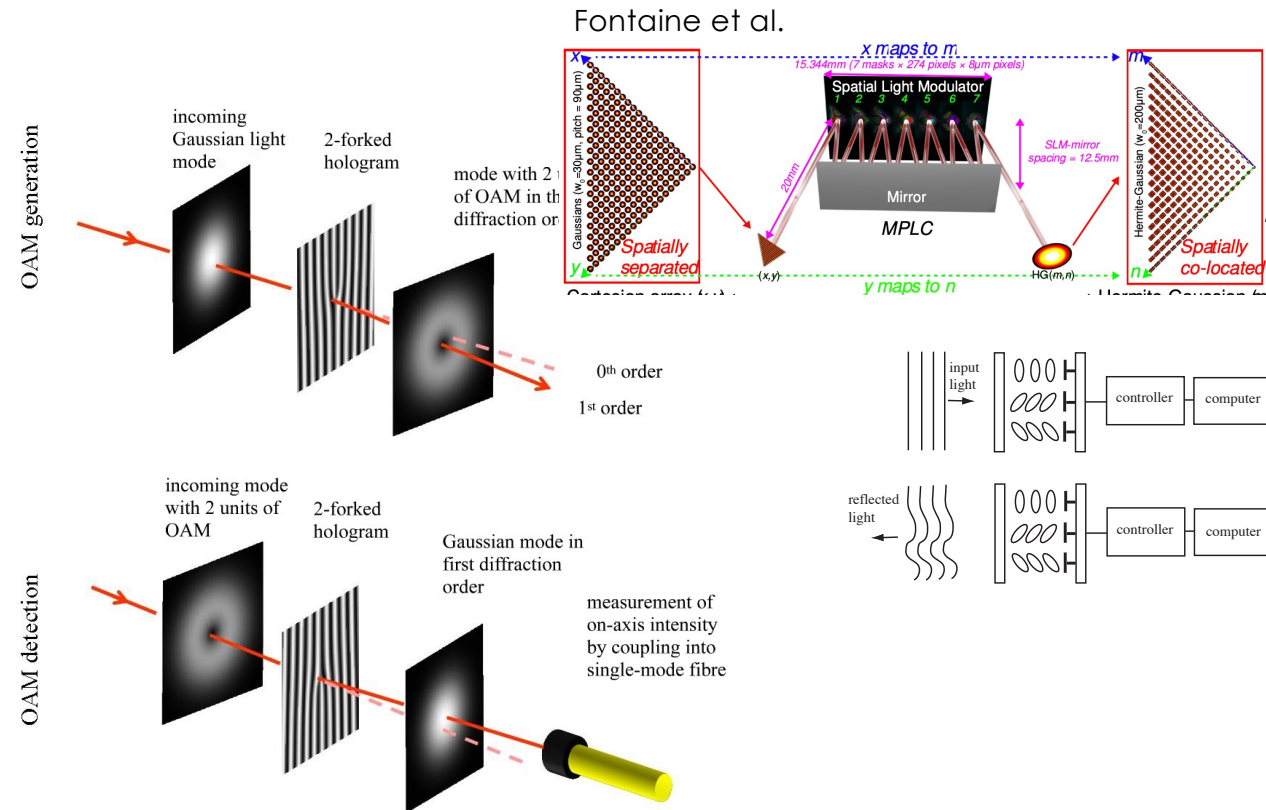 Fontaine et al.
OAM generation
incoming
Gaussian light
mode
2-forked
hologram
mode with 2
of OAM in th
diffraction or
0th order
1st order
x
y
Gaussians (w₀=30µm, pitch = 90µm)
Spatially
separated
x maps to m
15.344mm (7 masks × 274 pixels × 8µm pixels)
Spatial Light Modulator
1 2 3 4 5 6 7
20mm
SLM-mirror
spacing = 12.5mm
Mirror
MPLC
(x,y)
HG(m,n)
y maps to n
m
n
Hermite-Gaussian (w₀=200µm)
Spatially
co-located
input
light
controller
computer
reflected
light
controller
computer
OAM detection
incoming mode
with 2 units of
OAM
2-forked
hologram
Gaussian mode in
first diffraction
order
measurement of
on-axis intensity
by coupling into
single-mode fibre